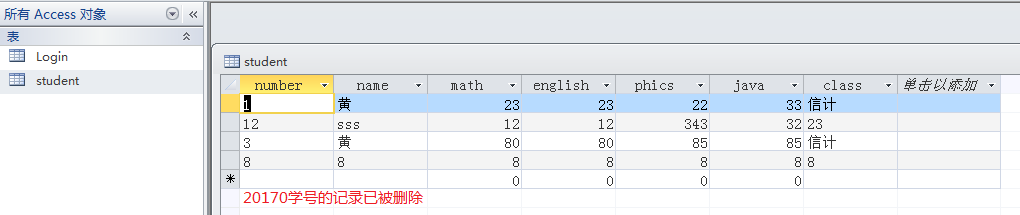 所有 Access 对象
表
Login
student
student
number name math english phics java class 单击以添加
1 黄 23 23 22 33 信计
12 sss 12 12 343 32 23
3 黄 80 80 85 85 信计
8 8 8 8 8 8 8
* 0 0 0 0
20170学号的记录已被删除